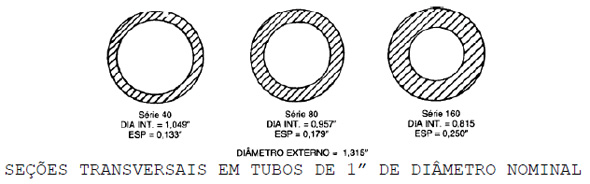 Série 40
DIA INT. = 1,049"
ESP = 0,133"
Série 80
DIA INT. = 0,957"
ESP = 0,179"
Série 160
DIA INT. = 0.815
ESP = 0,250"
DIÂMETRO EXTERNO = 1,315"
SEÇÕES TRANSVERSAIS EM TUBOS DE 1" DE DIÂMETRO NOMINAL